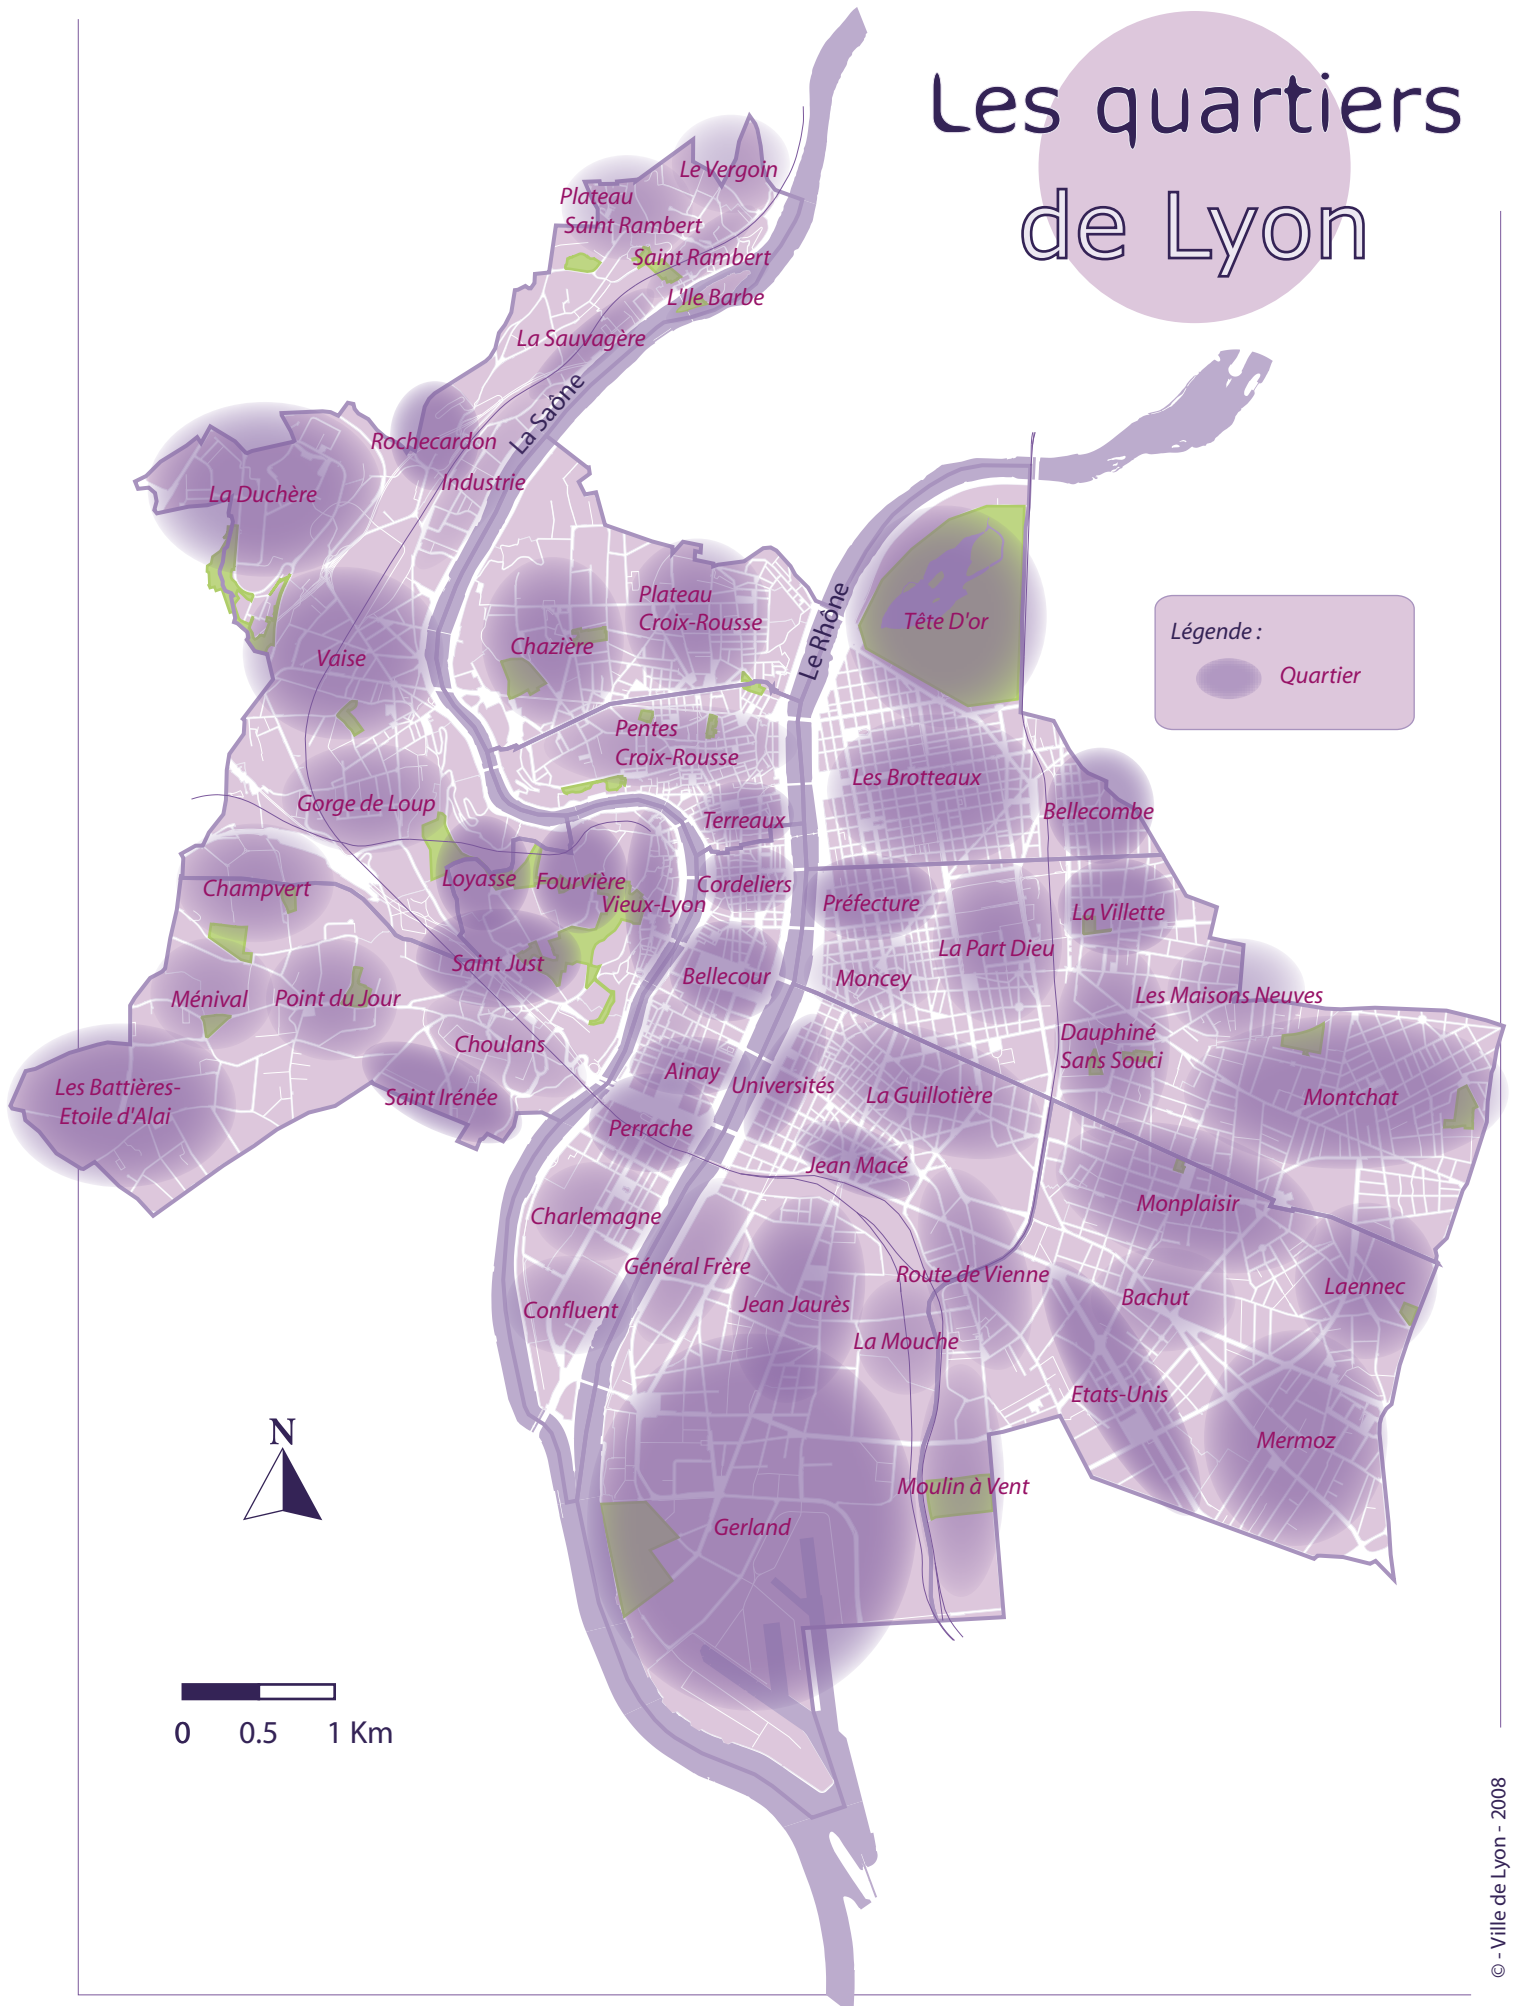 Les quartiers
de Lyon
Le Vergoin
Plateau
Saint Rambert
Saint Rambert
L'Ile Barbe
La Sauvagère
La Saône
Rochecardon
Industrie
La Duchère
Plateau
Croix-Rousse
Chazière
Le Rhône
Tête D'or
Légende :
Quartier
Vaise
Pentes
Croix-Rousse
Les Brotteaux
Gorge de Loup
Terreaux
Bellecombe
Champvert
Loyasse
Fourvière
Vieux-Lyon
Cordeliers
Préfecture
La Villette
La Part Dieu
Saint Just
Bellecour
Moncey
Ménival
Point du Jour
Les Maisons Neuves
Dauphiné
Sans Souci
Choulans
Ainay
Universités
La Guillotière
Montchat
Les Battières-
Etoile d'Alai
Saint Irénée
Perrache
Jean Macé
Monplaisir
Charlemagne
Général Frère
Route de Vienne
Laennec
Confluent
Jean Jaurès
Bachut
La Mouche
Etats-Unis
Mermoz
N
Moulin à Vent
Gerland
0 0.5 1 Km
© - Ville de Lyon - 2008